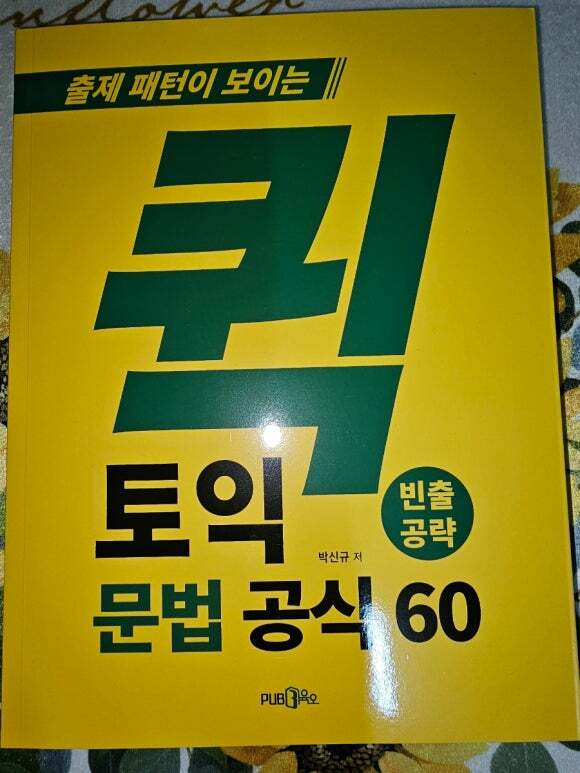 출제 패턴이 보이는
퀵
토익
빈출
공략
박신규 저
문법 공식 60
PUB 육오